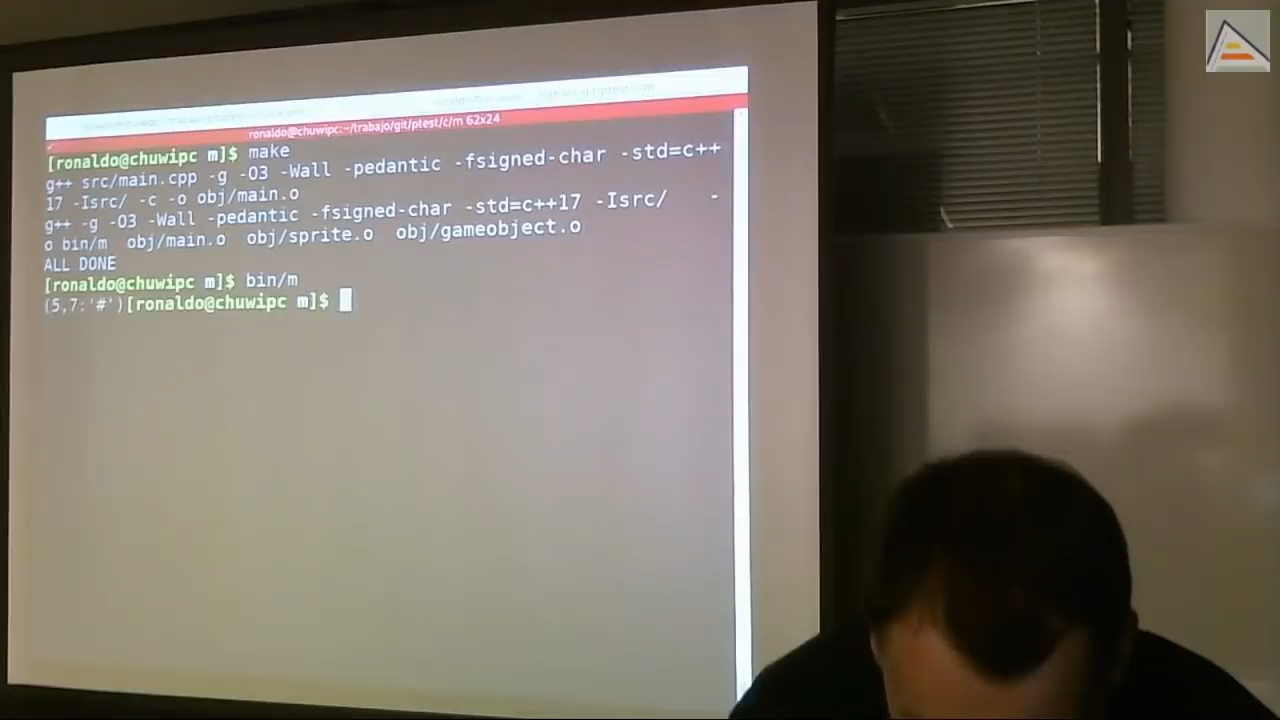 ronaldo@chuwipc: ~/trabajo/git/ptest/c/m 62x24
[ronaldo@chuwipc m]$ make
g++ src/main.cpp -g -O3 -Wall -pedantic -fsigned-char -std=c++
17 -Isrc/ -c -o obj/main.o
g++ -g -O3 -Wall -pedantic -fsigned-char -std=c++17 -Isrc/ -
o bin/m obj/main.o obj/sprite.o obj/gameobject.o
ALL DONE
[ronaldo@chuwipc m]$ bin/m
(5,7:'#')[ronaldo@chuwipc m]$